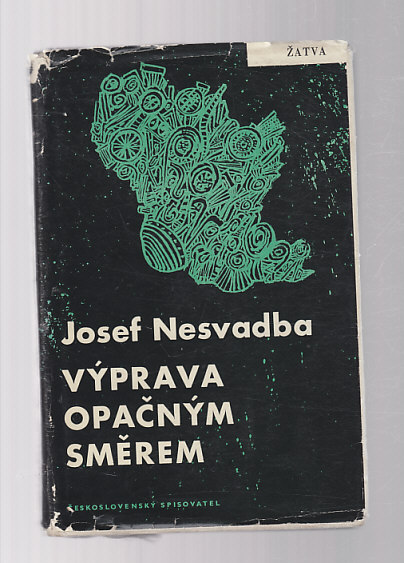 ŽATVA
Josef Nesvadba
VÝPRAVA
OPAČNÝM
SMĚREM
ČESKOSLOVENSKÝ SPISOVATEL